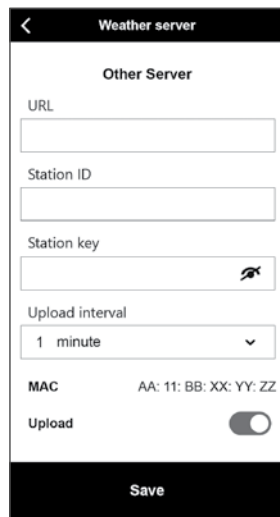 Weather server
Other Server
URL
Station ID
Station key
Upload interval
1 minute
MAC AA: 11: BB: XX: YY: ZZ
Upload
Save